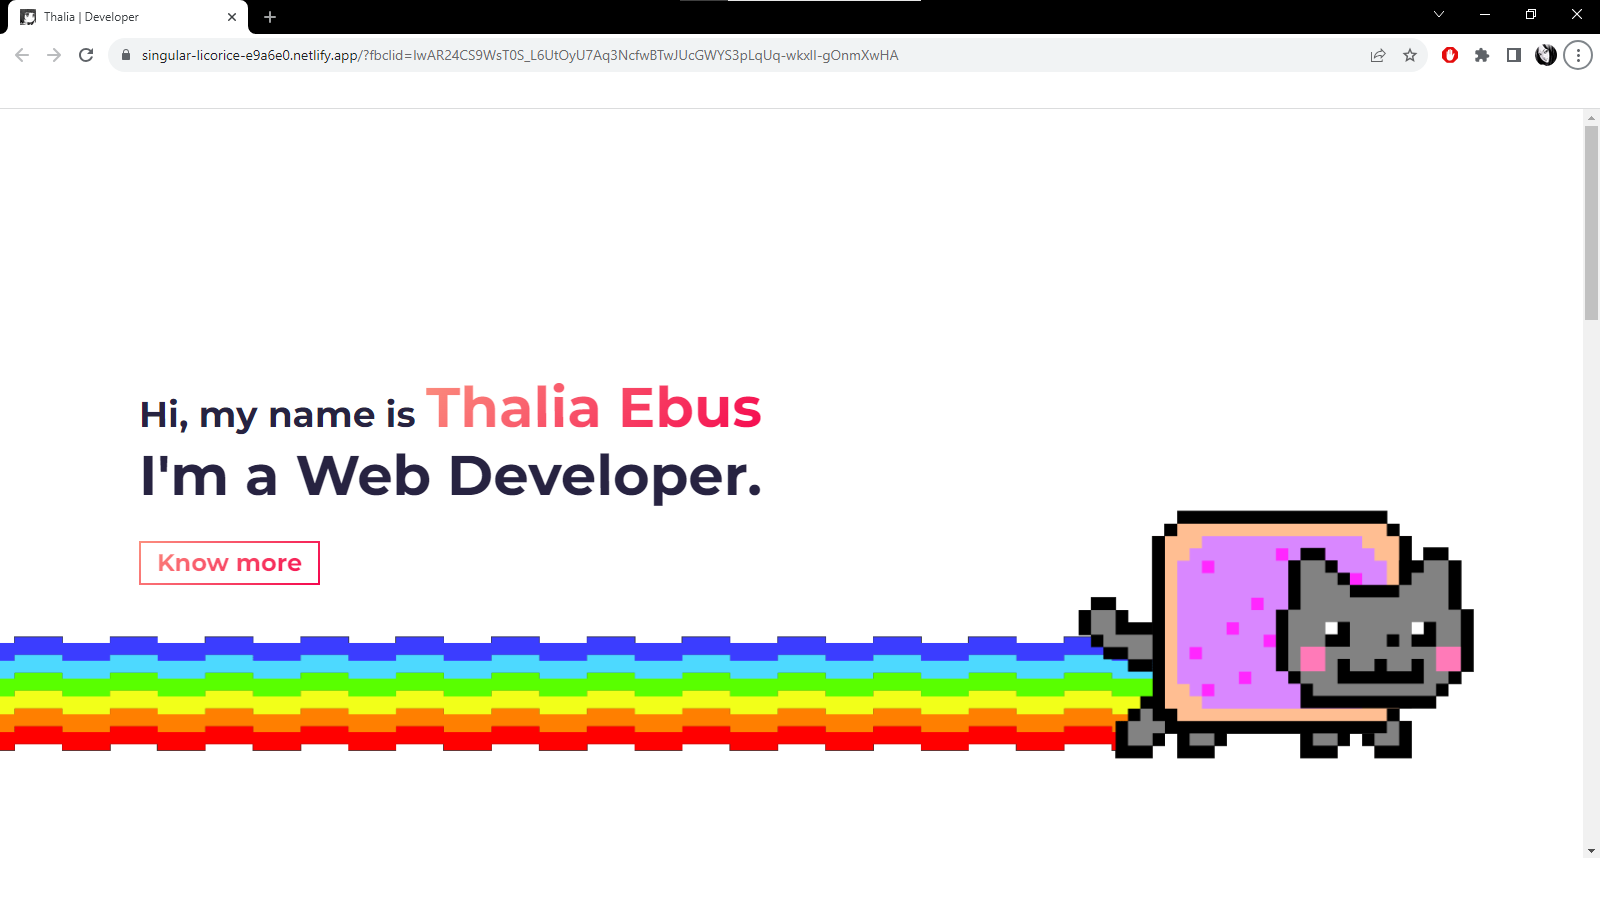 Thalia | Developer
singular-licorice-e9a6e0.netlify.app/?fbclid=IwAR24CS9WsT0S_L6UtOyU7Aq3NcfwBTwJUcGWYS3pLqUq-wkxII-gOnmXwHA
Hi, my name is Thalia Ebus
I'm a Web Developer.
Know more